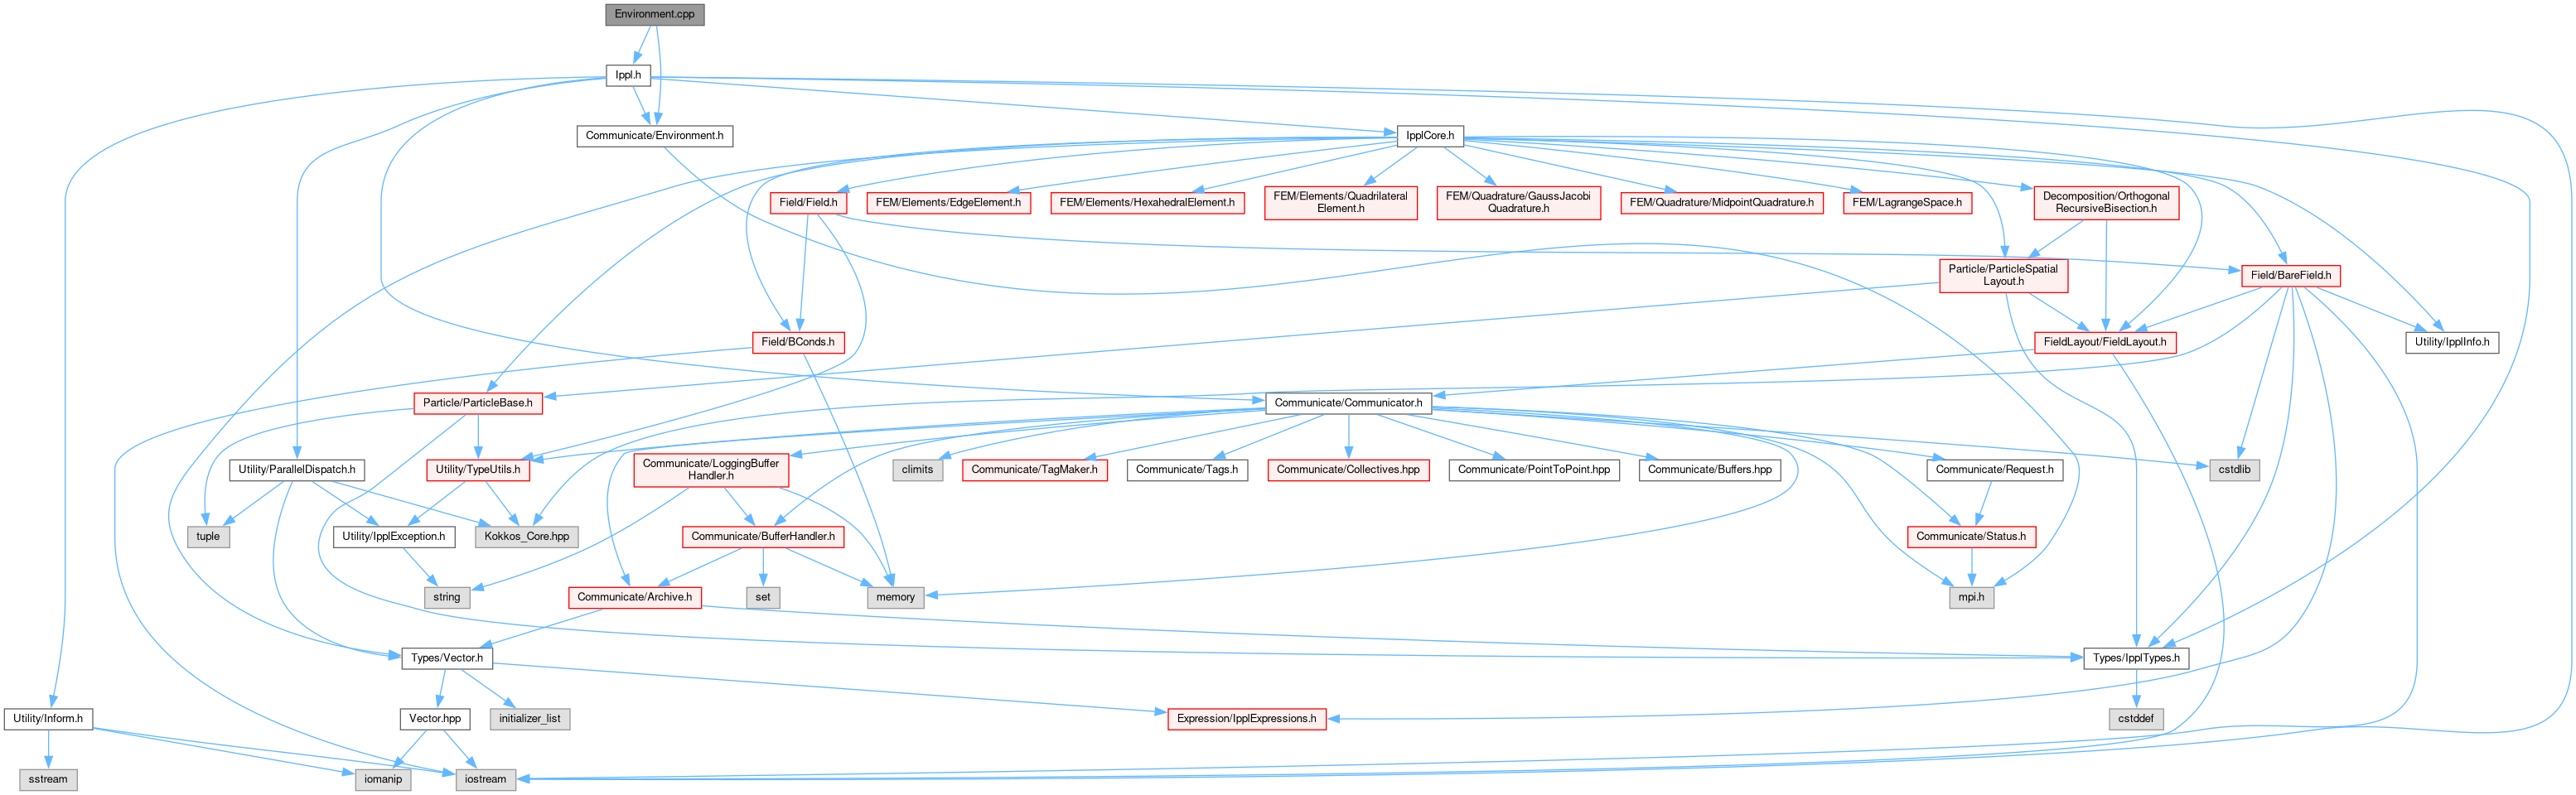 Environment.cpp
Ippl.h
Communicate/Environment.h
IpplCore.h
Field/Field.h
FEM/Elements/EdgeElement.h
FEM/Elements/HexahedralElement.h
FEM/Elements/Quadrilateral
Element.h
FEM/Quadrature/GaussJacobi
Quadrature.h
FEM/Quadrature/MidpointQuadrature.h
FEM/LagrangeSpace.h
Decomposition/Orthogonal
RecursiveBisection.h
Particle/ParticleSpatial
Layout.h
Field/BareField.h
Field/BConds.h
FieldLayout/FieldLayout.h
Utility/IpplInfo.h
Particle/ParticleBase.h
Communicate/Communicator.h
Utility/ParallelDispatch.h
Utility/TypeUtils.h
Communicate/LoggingBuffer
Handler.h
climits
Communicate/TagMaker.h
Communicate/Tags.h
Communicate/Collectives.hpp
Communicate/PointToPoint.hpp
Communicate/Buffers.hpp
Communicate/Request.h
cstdlib
tuple
Utility/IpplException.h
Kokkos_Core.hpp
Communicate/BufferHandler.h
Communicate/Status.h
string
Communicate/Archive.h
set
memory
mpi.h
Types/Vector.h
Types/IpplTypes.h
Utility/Inform.h
Vector.hpp
initializer_list
Expression/IpplExpressions.h
cstddef
sstream
iomanip
iostream